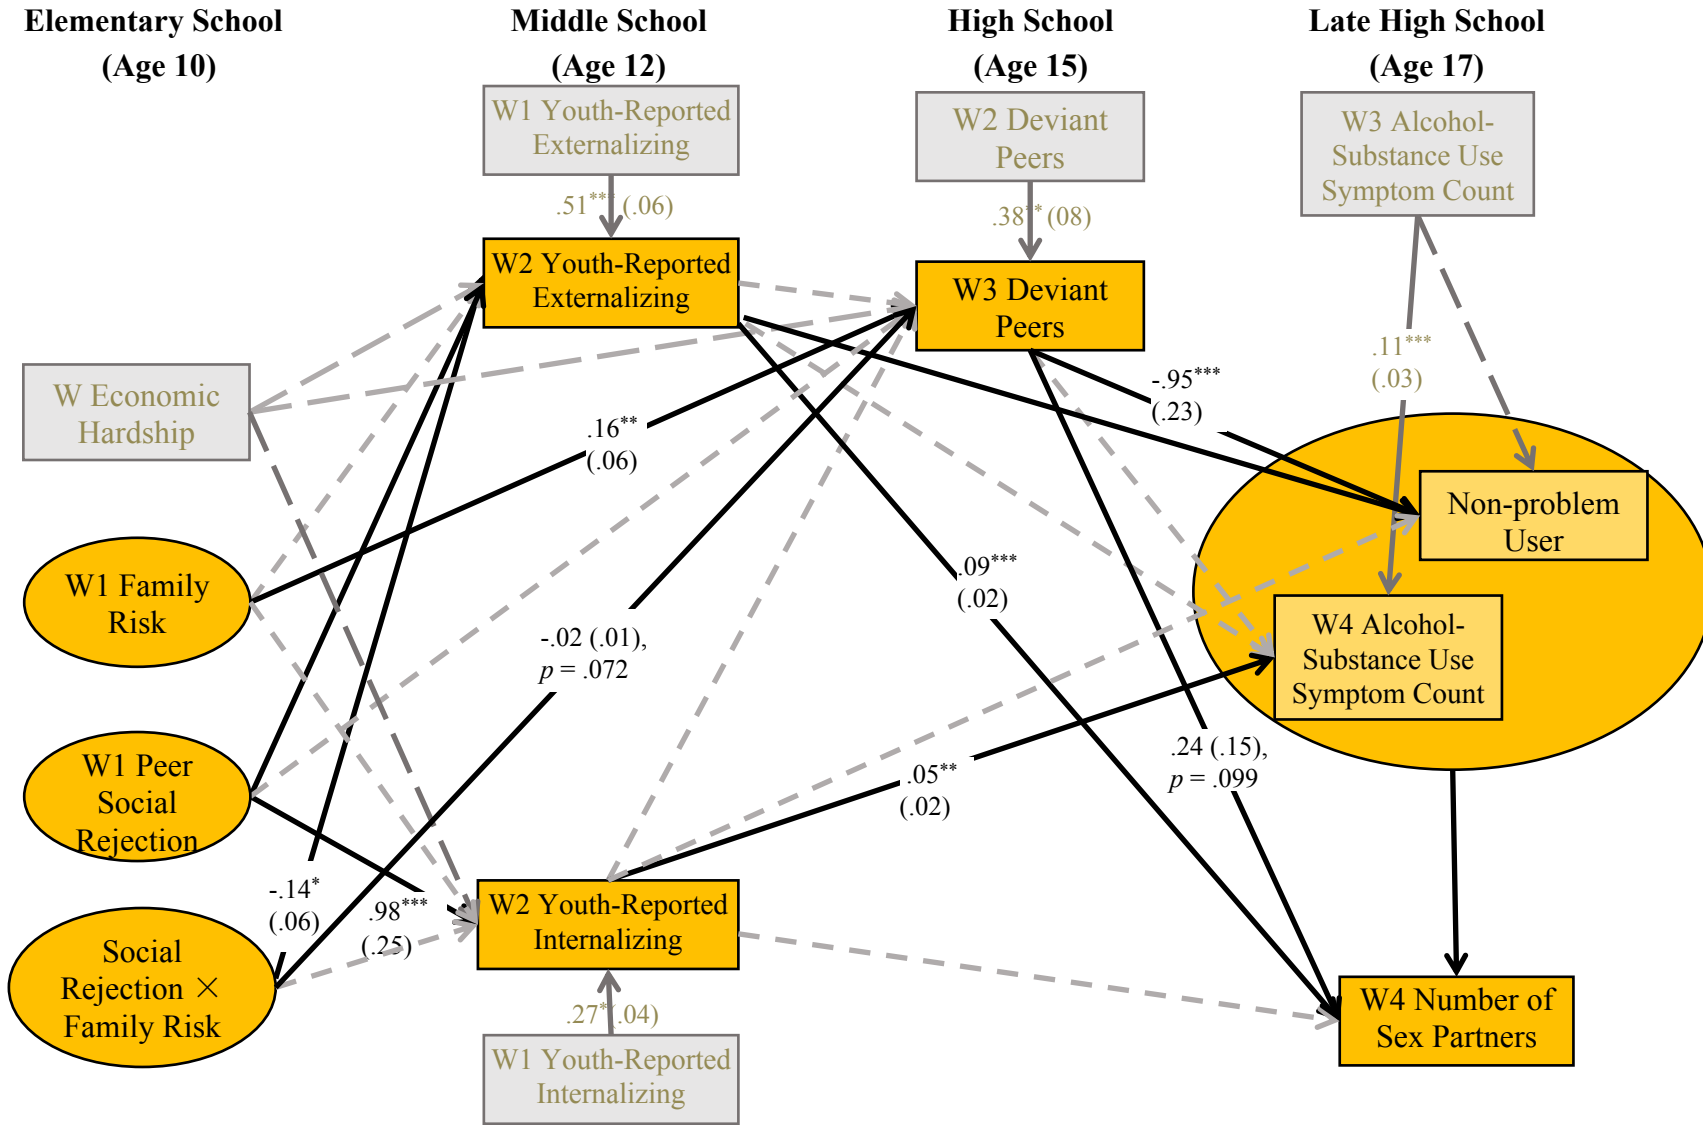 Elementary School
(Age 10)
Middle School
(Age 12)
High School
(Age 15)
Late High School
(Age 17)
W1 Youth-Reported
Externalizing
W2 Deviant
Peers
W3 Alcohol-
Substance Use
Symptom Count
.51*** (.06)
.38** (08)
W2 Youth-Reported
Externalizing
W3 Deviant
Peers
.11***
(.03)
W Economic
Hardship
-.95***
(.23)
.16**
(.06)
Non-problem
User
W1 Family
Risk
.09***
(.02)
-.02 (.01),
p = .072
W4 Alcohol-
Substance Use
Symptom Count
W1 Peer
Social
Rejection
.24 (.15),
p = .099
.05**
(.02)
-.14*
(.06)
.98***
(.25)
W2 Youth-Reported
Internalizing
Social
Rejection ×
Family Risk
W4 Number of
Sex Partners
.27*(.04)
W1 Youth-Reported
Internalizing